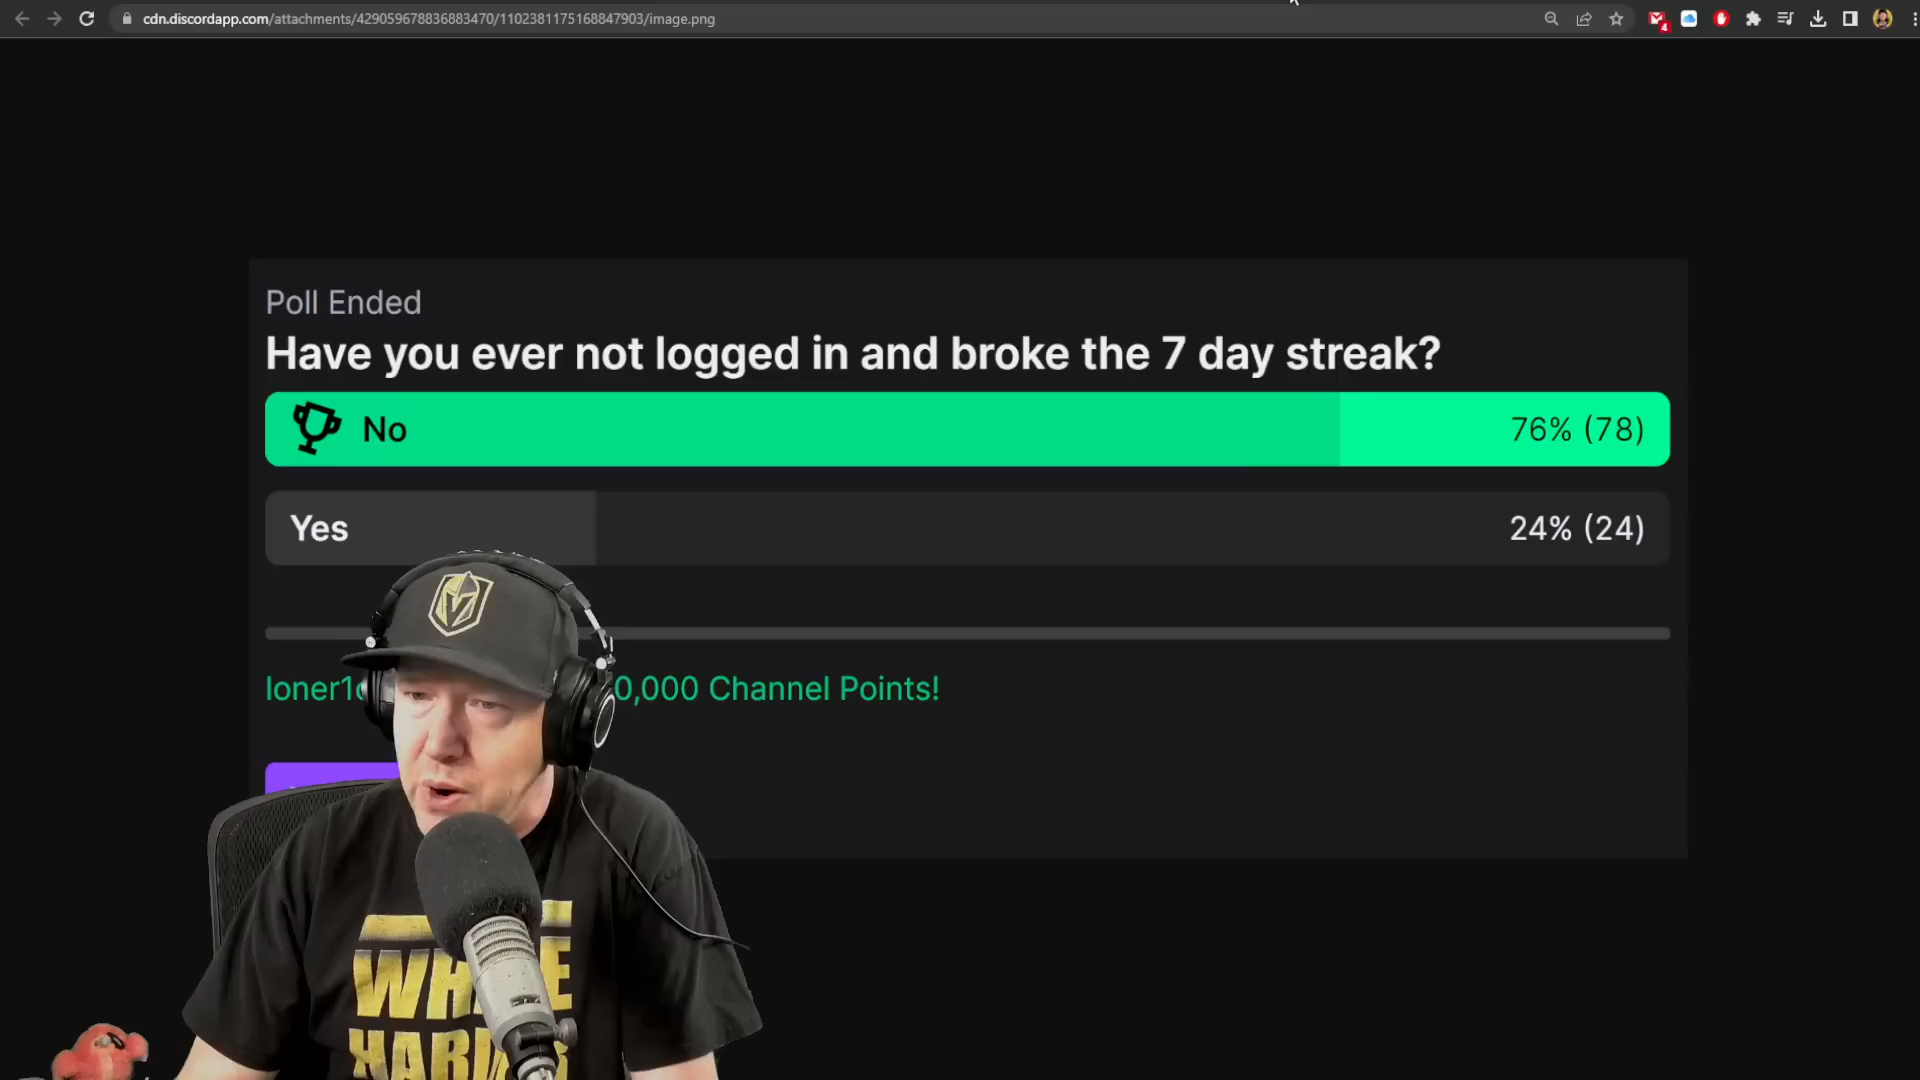 cdn.discordapp.com/attachments/429059678836883470/1102381175168847903/image.png
4
Poll Ended
Have you ever not logged in and broke the 7 day streak?
No
76% (78)
Yes
24% (24)
0,000 Channel Points!